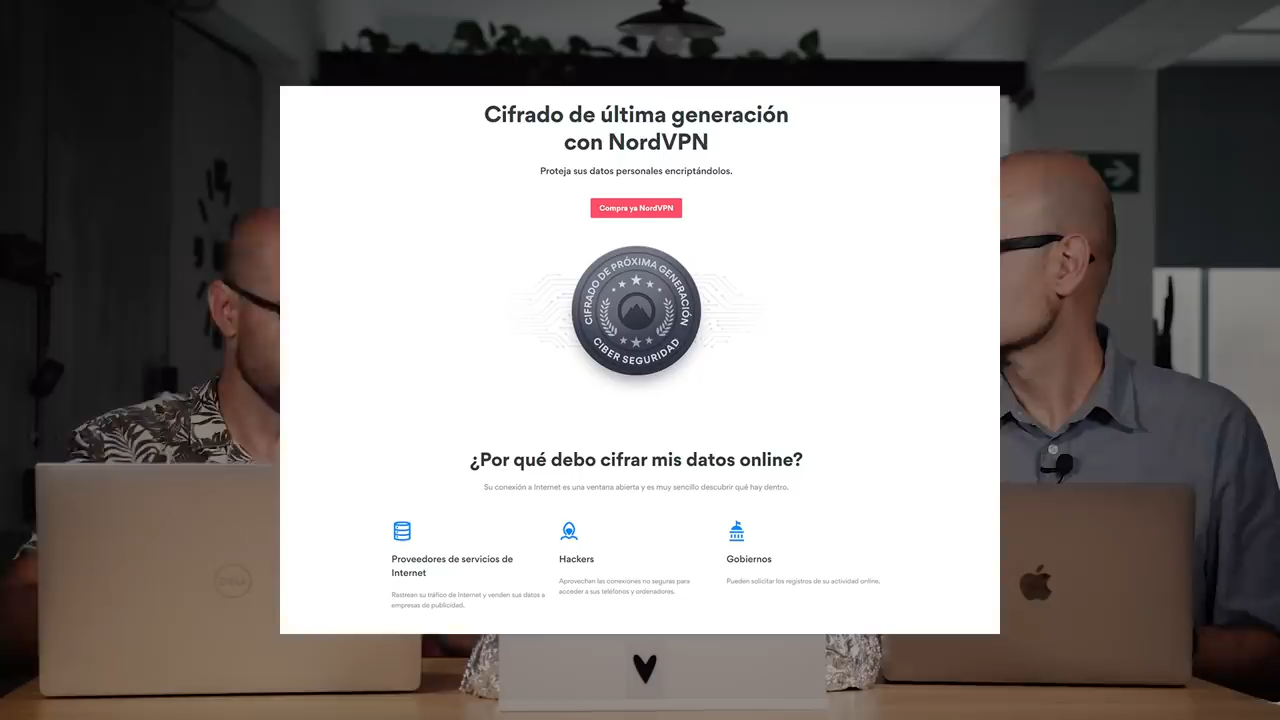 Cifrado de última generación
con NordVPN
Proteja sus datos personales encriptándolos.
Compra ya NordVPN
CIFRADO DE PRÓXIMA GENERACIÓN
CIBER SEGURIDAD
¿Por qué debo cifrar mis datos online?
Su conexión a Internet es una ventana abierta y es muy sencillo descubrir qué hay dentro.
Proveedores de servicios de
Internet
Rastrean su tráfico de Internet y venden sus datos a
empresas de publicidad.
Hackers
Aprovechan las conexiones no seguras para
acceder a sus teléfonos y ordenadores.
Gobiernos
Pueden solicitar los registros de su actividad online.
DELL